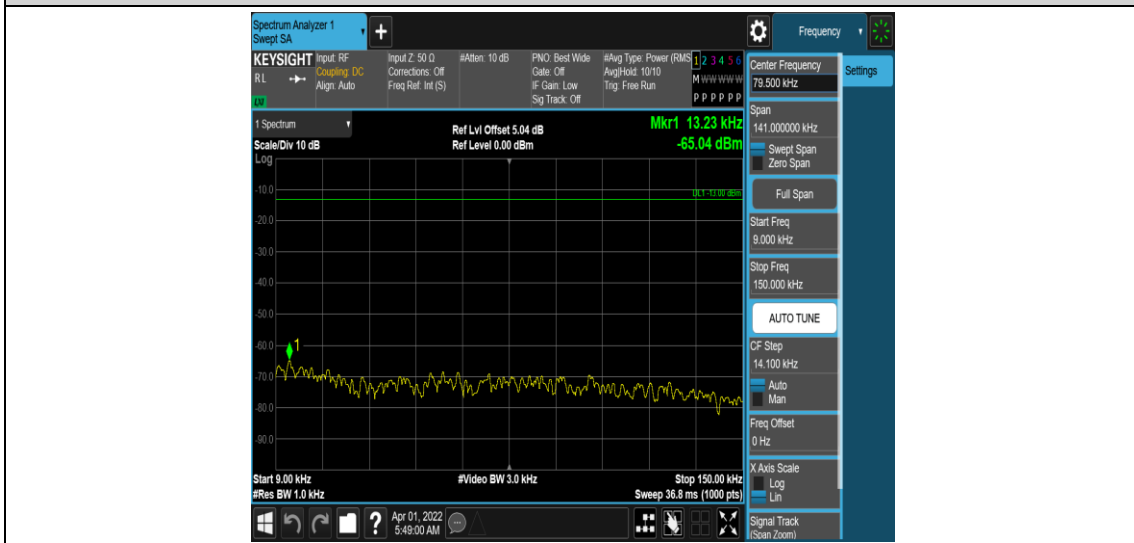 Spectrum Analyzer 1
Swept SA
+
Frequency
KEYSIGHT
RL
LXI
Input: RF
Coupling: DC
Align: Auto
Input Z: 50 Ω
Corrections: Off
Freq Ref: Int (S)
#Atten: 10 dB
PNO: Best Wide
Gate: Off
IF Gain: Low
Sig Track: Off
#Avg Type: Power (RMS
Avg|Hold: 10/10
Trig: Free Run
1 2 3 4 5 6
M W W W W W
P P P P P P
1 Spectrum
Scale/Div 10 dB
Log
Ref Lvl Offset 5.04 dB
Ref Level 0.00 dBm
Mkr1 13.23 kHz
-65.04 dBm
DL1 -13.00 dBm
-10.0
-20.0
-30.0
-40.0
-50.0
-60.0
1
-70.0
-80.0
-90.0
Start 9.00 kHz
#Res BW 1.0 kHz
#Video BW 3.0 kHz
Stop 150.00 kHz
Sweep 36.8 ms (1000 pts)
?
Apr 01, 2022
5:49:00 AM
Center Frequency
79.500 kHz
Span
141.000000 kHz
Swept Span
Zero Span
Full Span
Start Freq
9.000 kHz
Stop Freq
150.000 kHz
AUTO TUNE
CF Step
14.100 kHz
Auto
Man
Freq Offset
0 Hz
X Axis Scale
Log
Lin
Signal Track
(Span Zoom)
Settings